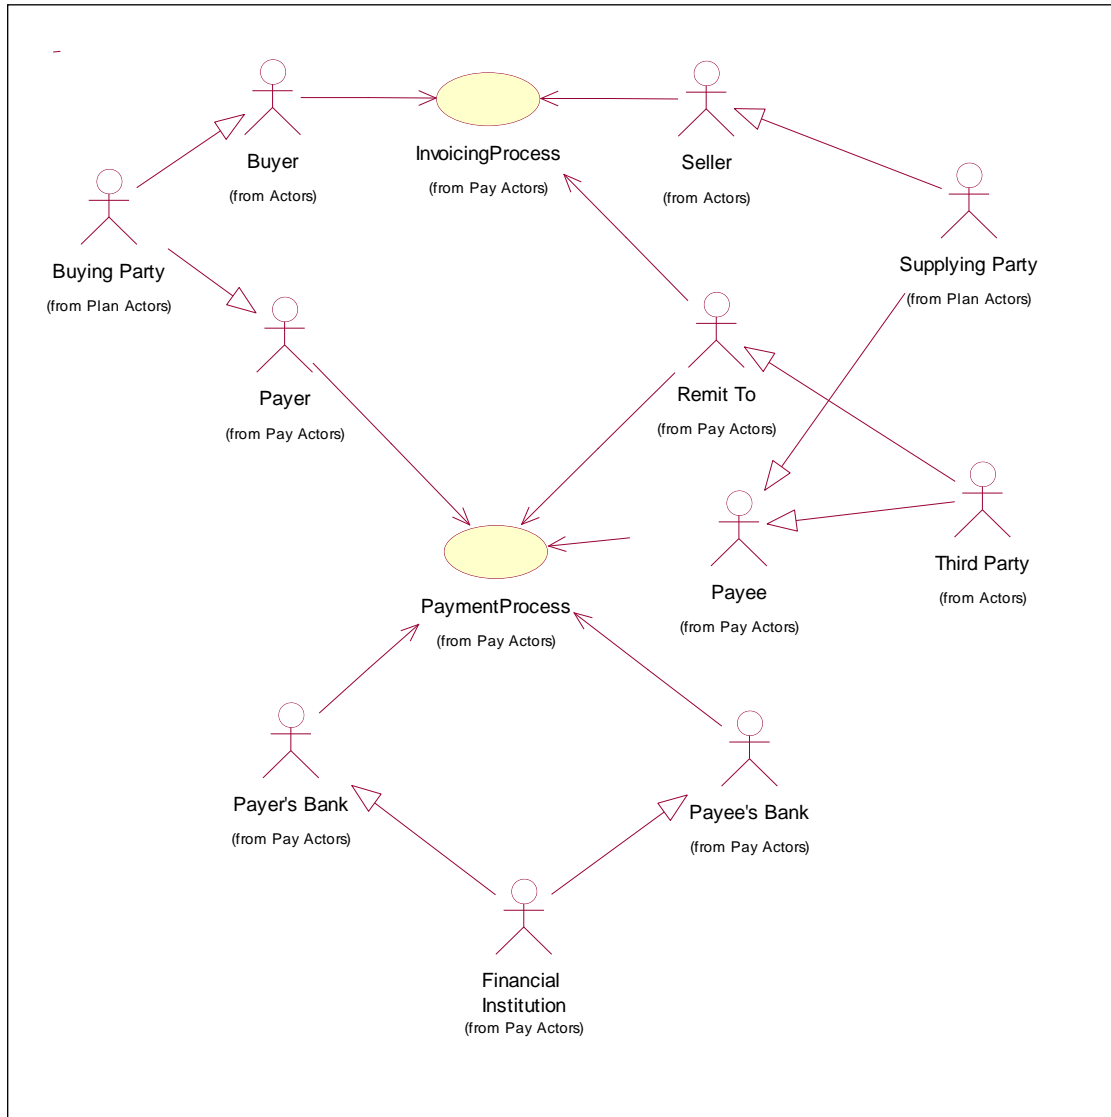 Buyer
(from Actors)
InvoicingProcess
(from Pay Actors)
Seller
(from Actors)
Buying Party
(from Plan Actors)
Supplying Party
(from Plan Actors)
Payer
(from Pay Actors)
Remit To
(from Pay Actors)
PaymentProcess
(from Pay Actors)
Payee
(from Pay Actors)
Third Party
(from Actors)
Payer's Bank
(from Pay Actors)
Payee's Bank
(from Pay Actors)
Financial
Institution
(from Pay Actors)